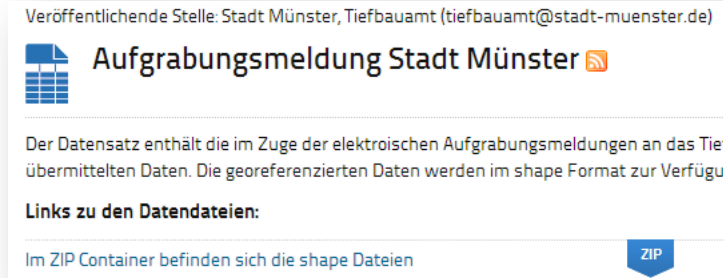 Veröffentlichende Stelle: Stadt Münster, Tiefbauamt (tiefbauamt@stadt-muenster.de)
Aufgrabungsmeldung Stadt Münster
Der Datensatz enthält die im Zuge der elektroischen Aufgrabungsmeldungen an das
übermittelten Daten. Die georeferenzierten Daten werden im shape Format zur
Links zu den Datendateien:
Im ZIP Container befinden sich die shape Dateien
ZIP